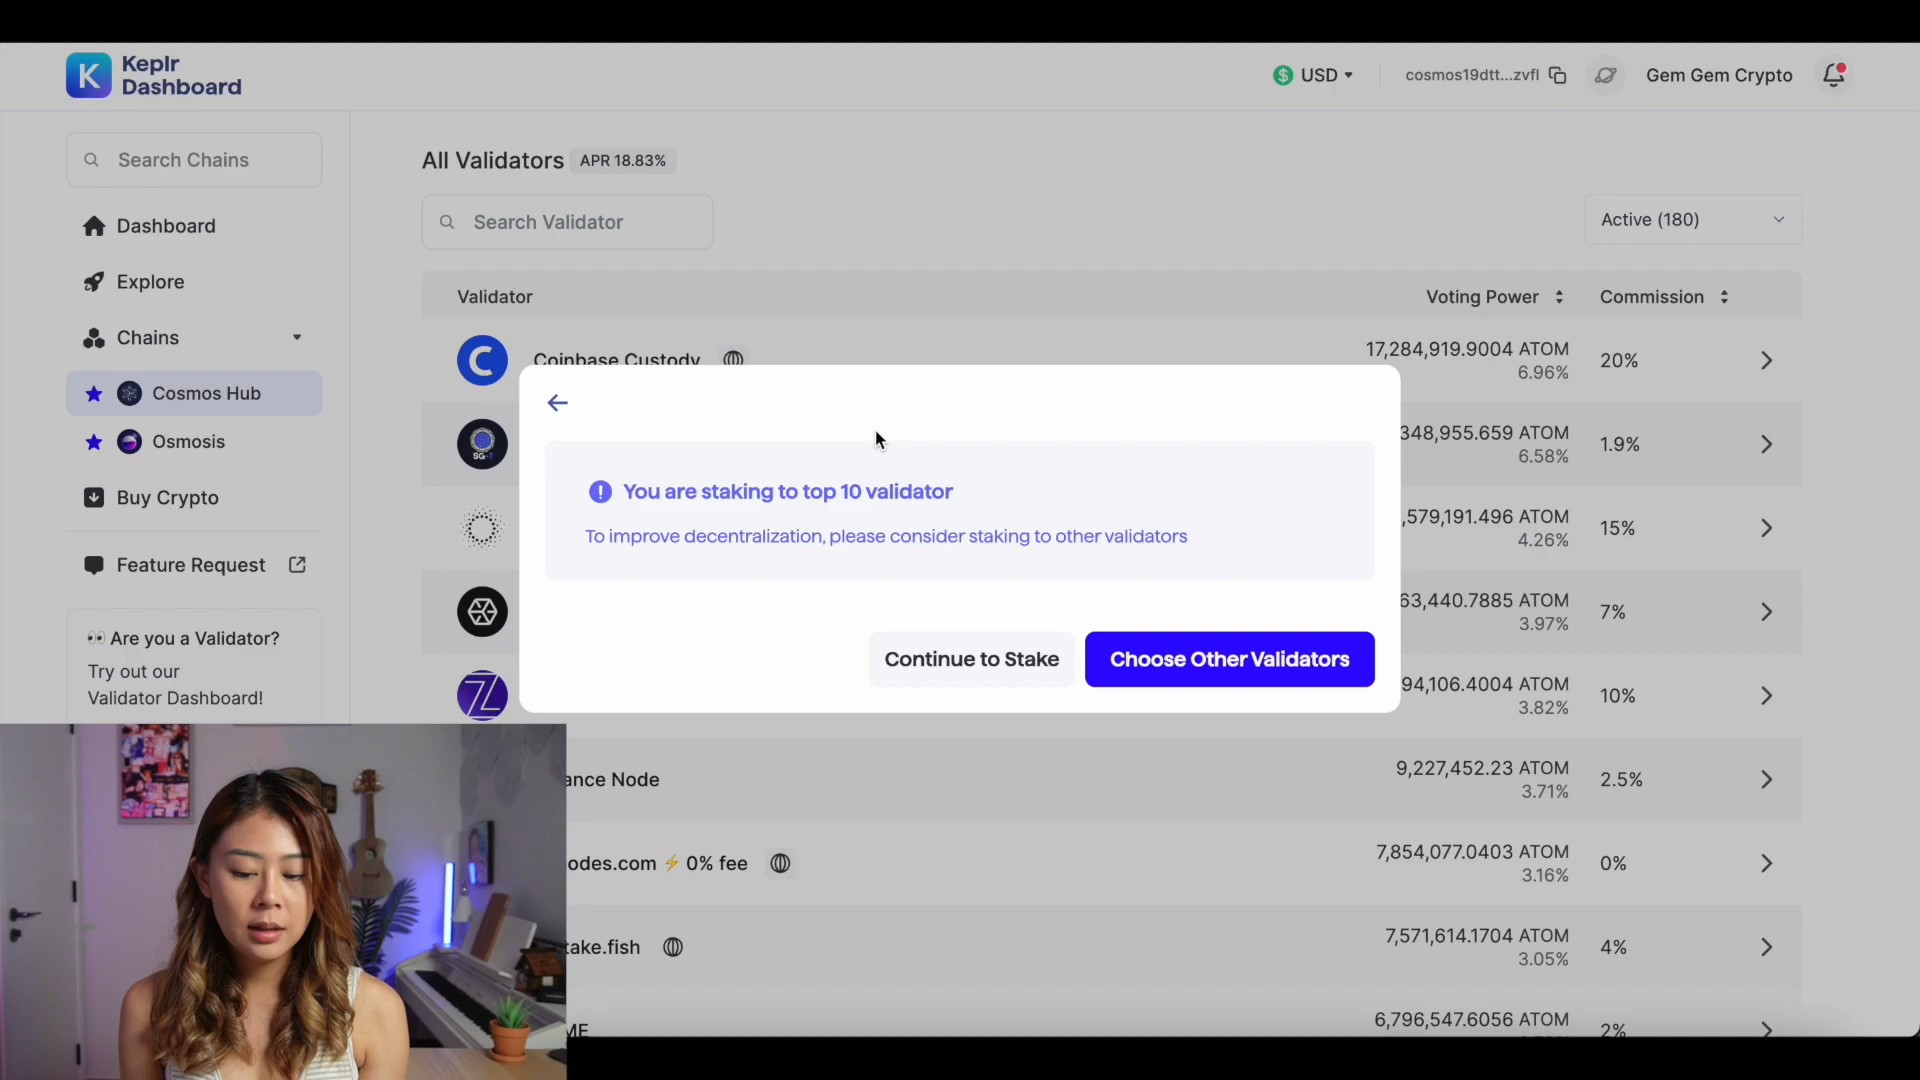 K Keplr
Dashboard
$ USD
cosmos19dtt...zvfl
Gem Gem Crypto
Search Chains
Dashboard
Explore
Chains
Cosmos Hub
Osmosis
Buy Crypto
Feature Request
👀 Are you a Validator?
Try out our
Validator Dashboard!
All Validators APR 18.83%
Search Validator
Active (180)
Validator Voting Power Commission
Coinbase Custody 17,284,919.9004 ATOM 20%
6.96%
SG-1 348,955.659 ATOM 1.9%
6.58%
,579,191.496 ATOM 15%
4.26%
63,440.7885 ATOM 7%
3.97%
94,106.4004 ATOM 10%
3.82%
ance Node 9,227,452.23 ATOM 2.5%
3.71%
odes.com ⚡ 0% fee 7,854,077.0403 ATOM 0%
3.16%
take.fish 7,571,614.1704 ATOM 4%
3.05%
ME 6,796,547.6056 ATOM 2%
You are staking to top 10 validator
To improve decentralization, please consider staking to other validators
Continue to Stake
Choose Other Validators